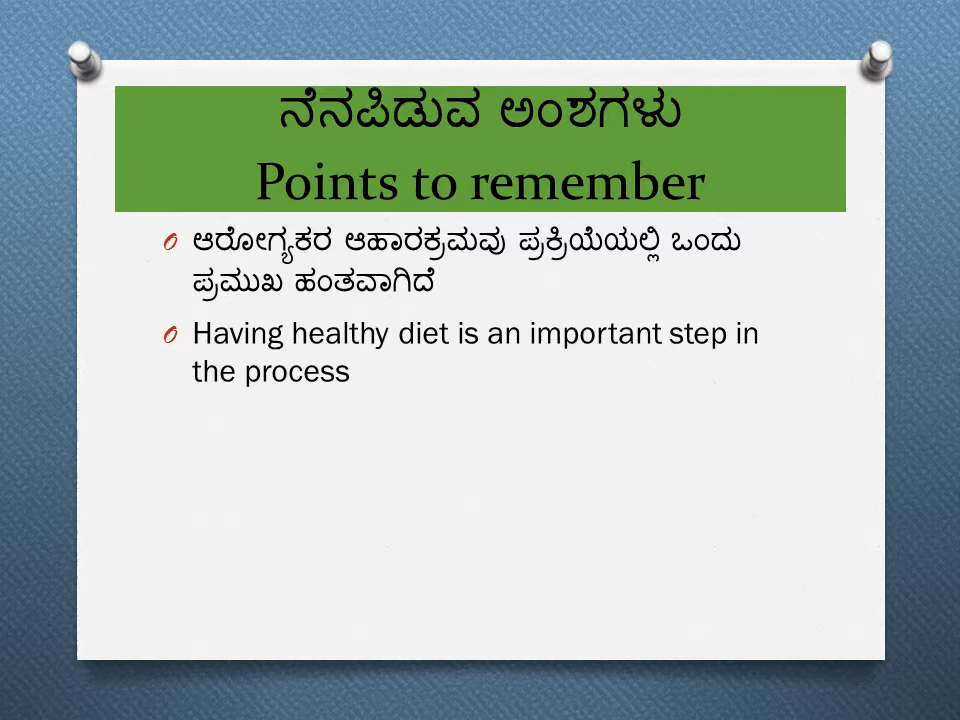 ನೆನಪಿಡುವ ಅಂಶಗಳು
Points to remember
ಆರೋಗ್ಯಕರ ಆಹಾರಕ್ರಮವು ಪ್ರಕ್ರಿಯೆಯಲ್ಲಿ ಒಂದು
ಪ್ರಮುಖ ಹಂತವಾಗಿದೆ
Having healthy diet is an important step in
the process